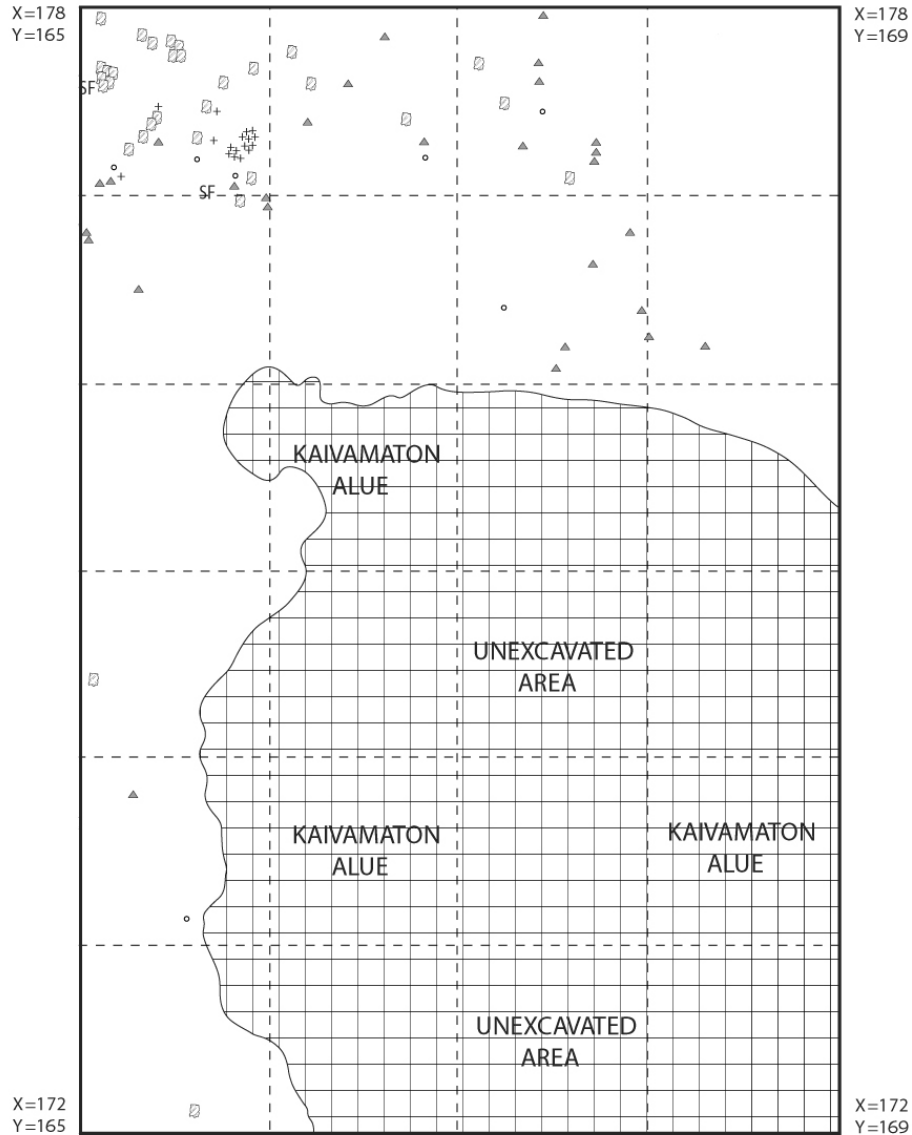 X=178
Y=165
X=178
Y=169
SF
SF
KAIVAMATON
ALUE
UNEXCAVATED
AREA
KAIVAMATON
ALUE
KAIVAMATON
ALUE
UNEXCAVATED
AREA
X=172
Y=165
X=172
Y=169